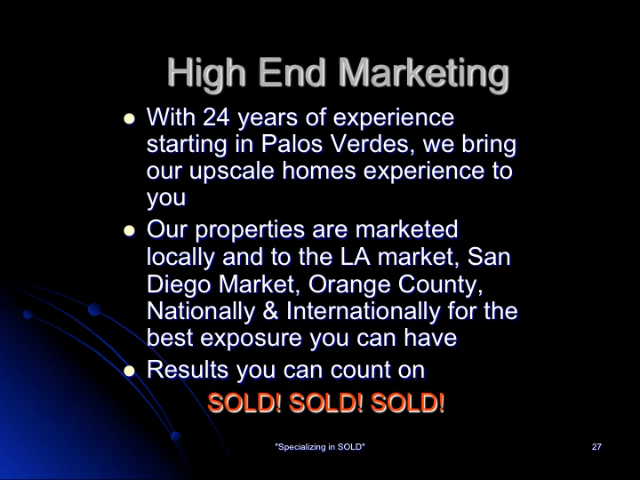 High End Marketing
With 24 years of experience
starting in Palos Verdes, we bring
our upscale homes experience to
you
Our properties are marketed
locally and to the LA market, San
Diego Market, Orange County,
Nationally & Internationally for the
best exposure you can have
Results you can count on
SOLD! SOLD! SOLD!
"Specializing in SOLD"
27